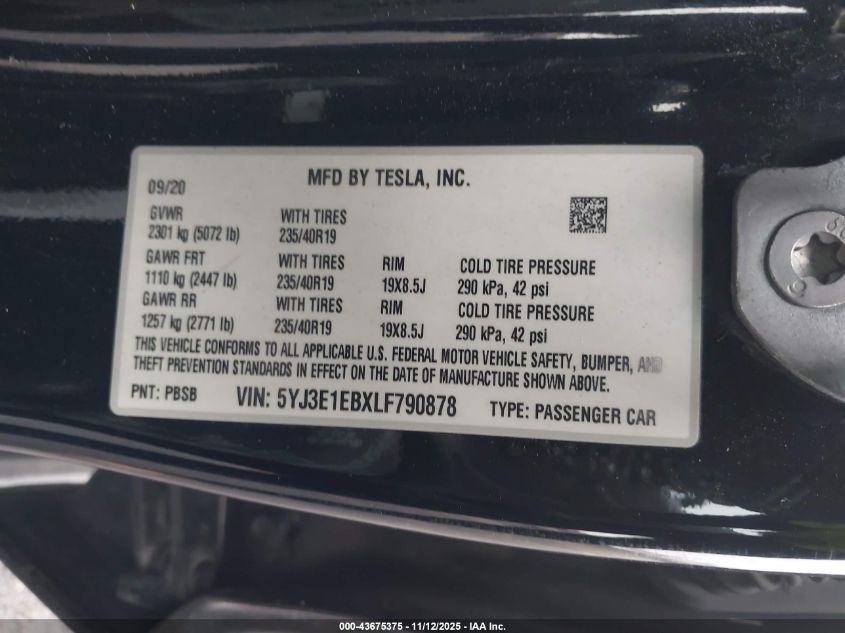 MFD BY TESLA, INC.
09/20
GVWR WITH TIRES
2301 kg (5072 lb) 235/40R19
GAWR FRT WITH TIRES RIM COLD TIRE PRESSURE
1110 kg (2447 lb) 235/40R19 19X8.5J 290 kPa, 42 psi
GAWR RR WITH TIRES RIM COLD TIRE PRESSURE
1257 kg (2771 lb) 235/40R19 19X8.5J 290 kPa, 42 psi
THIS VEHICLE CONFORMS TO ALL APPLICABLE U.S. FEDERAL MOTOR VEHICLE SAFETY, BUMPER, AND
THEFT PREVENTION STANDARDS IN EFFECT ON THE DATE OF MANUFACTURE SHOWN ABOVE.
PNT: PBSB VIN: 5YJ3E1EBXLF790878 TYPE: PASSENGER CAR
000-43675375 - 11/12/2025 - IAA Inc.